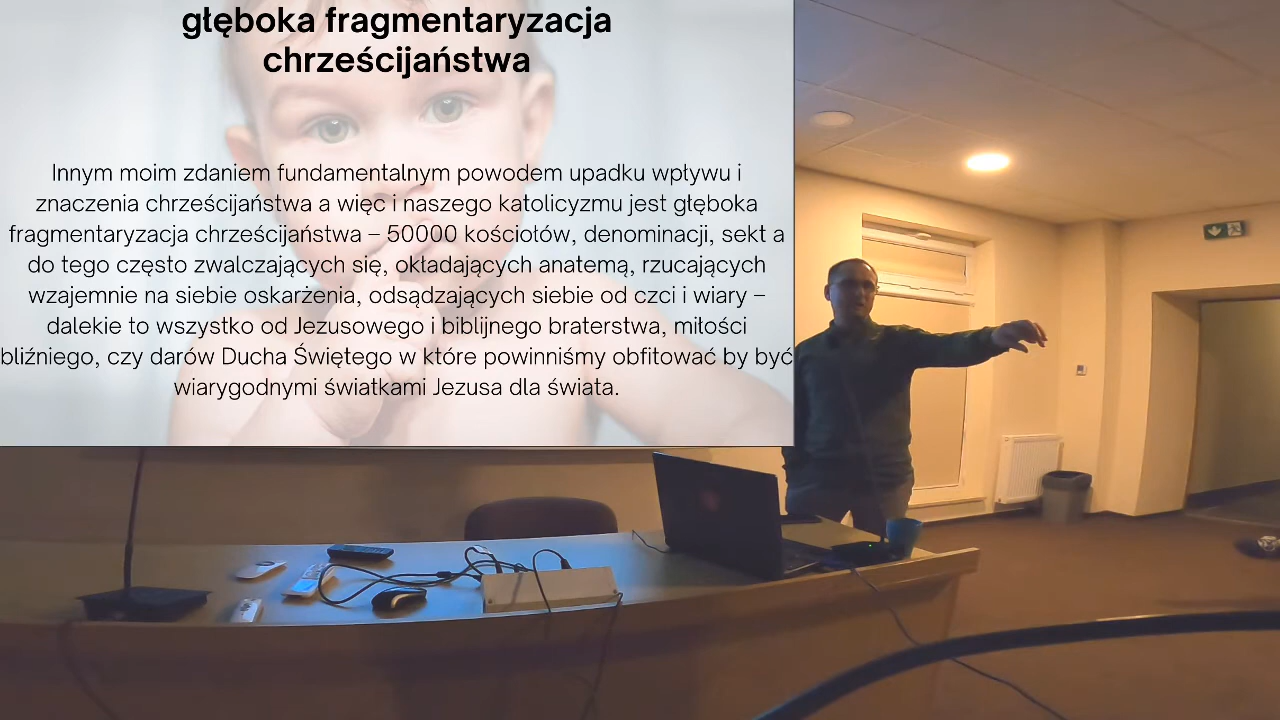 głęboka fragmentaryzacja
chrześcijaństwa
Innym moim zdaniem fundamentalnym powodem upadku wpływu i
znaczenia chrześcijaństwa a więc i naszego katolicyzmu jest głęboka
fragmentaryzacja chrześcijaństwa – 50000 kościołów, denominacji, sekt a
do tego często zwalczających się, okładających anatemą, rzucających
wzajemnie na siebie oskarżenia, odsądzających siebie od czci i wiary –
dalekie to wszystko od Jezusowego i biblijnego braterstwa, miłości
bliźniego, czy darów Ducha Świętego w które powinniśmy obfitować by być
wiarygodnymi światkami Jezusa dla świata.